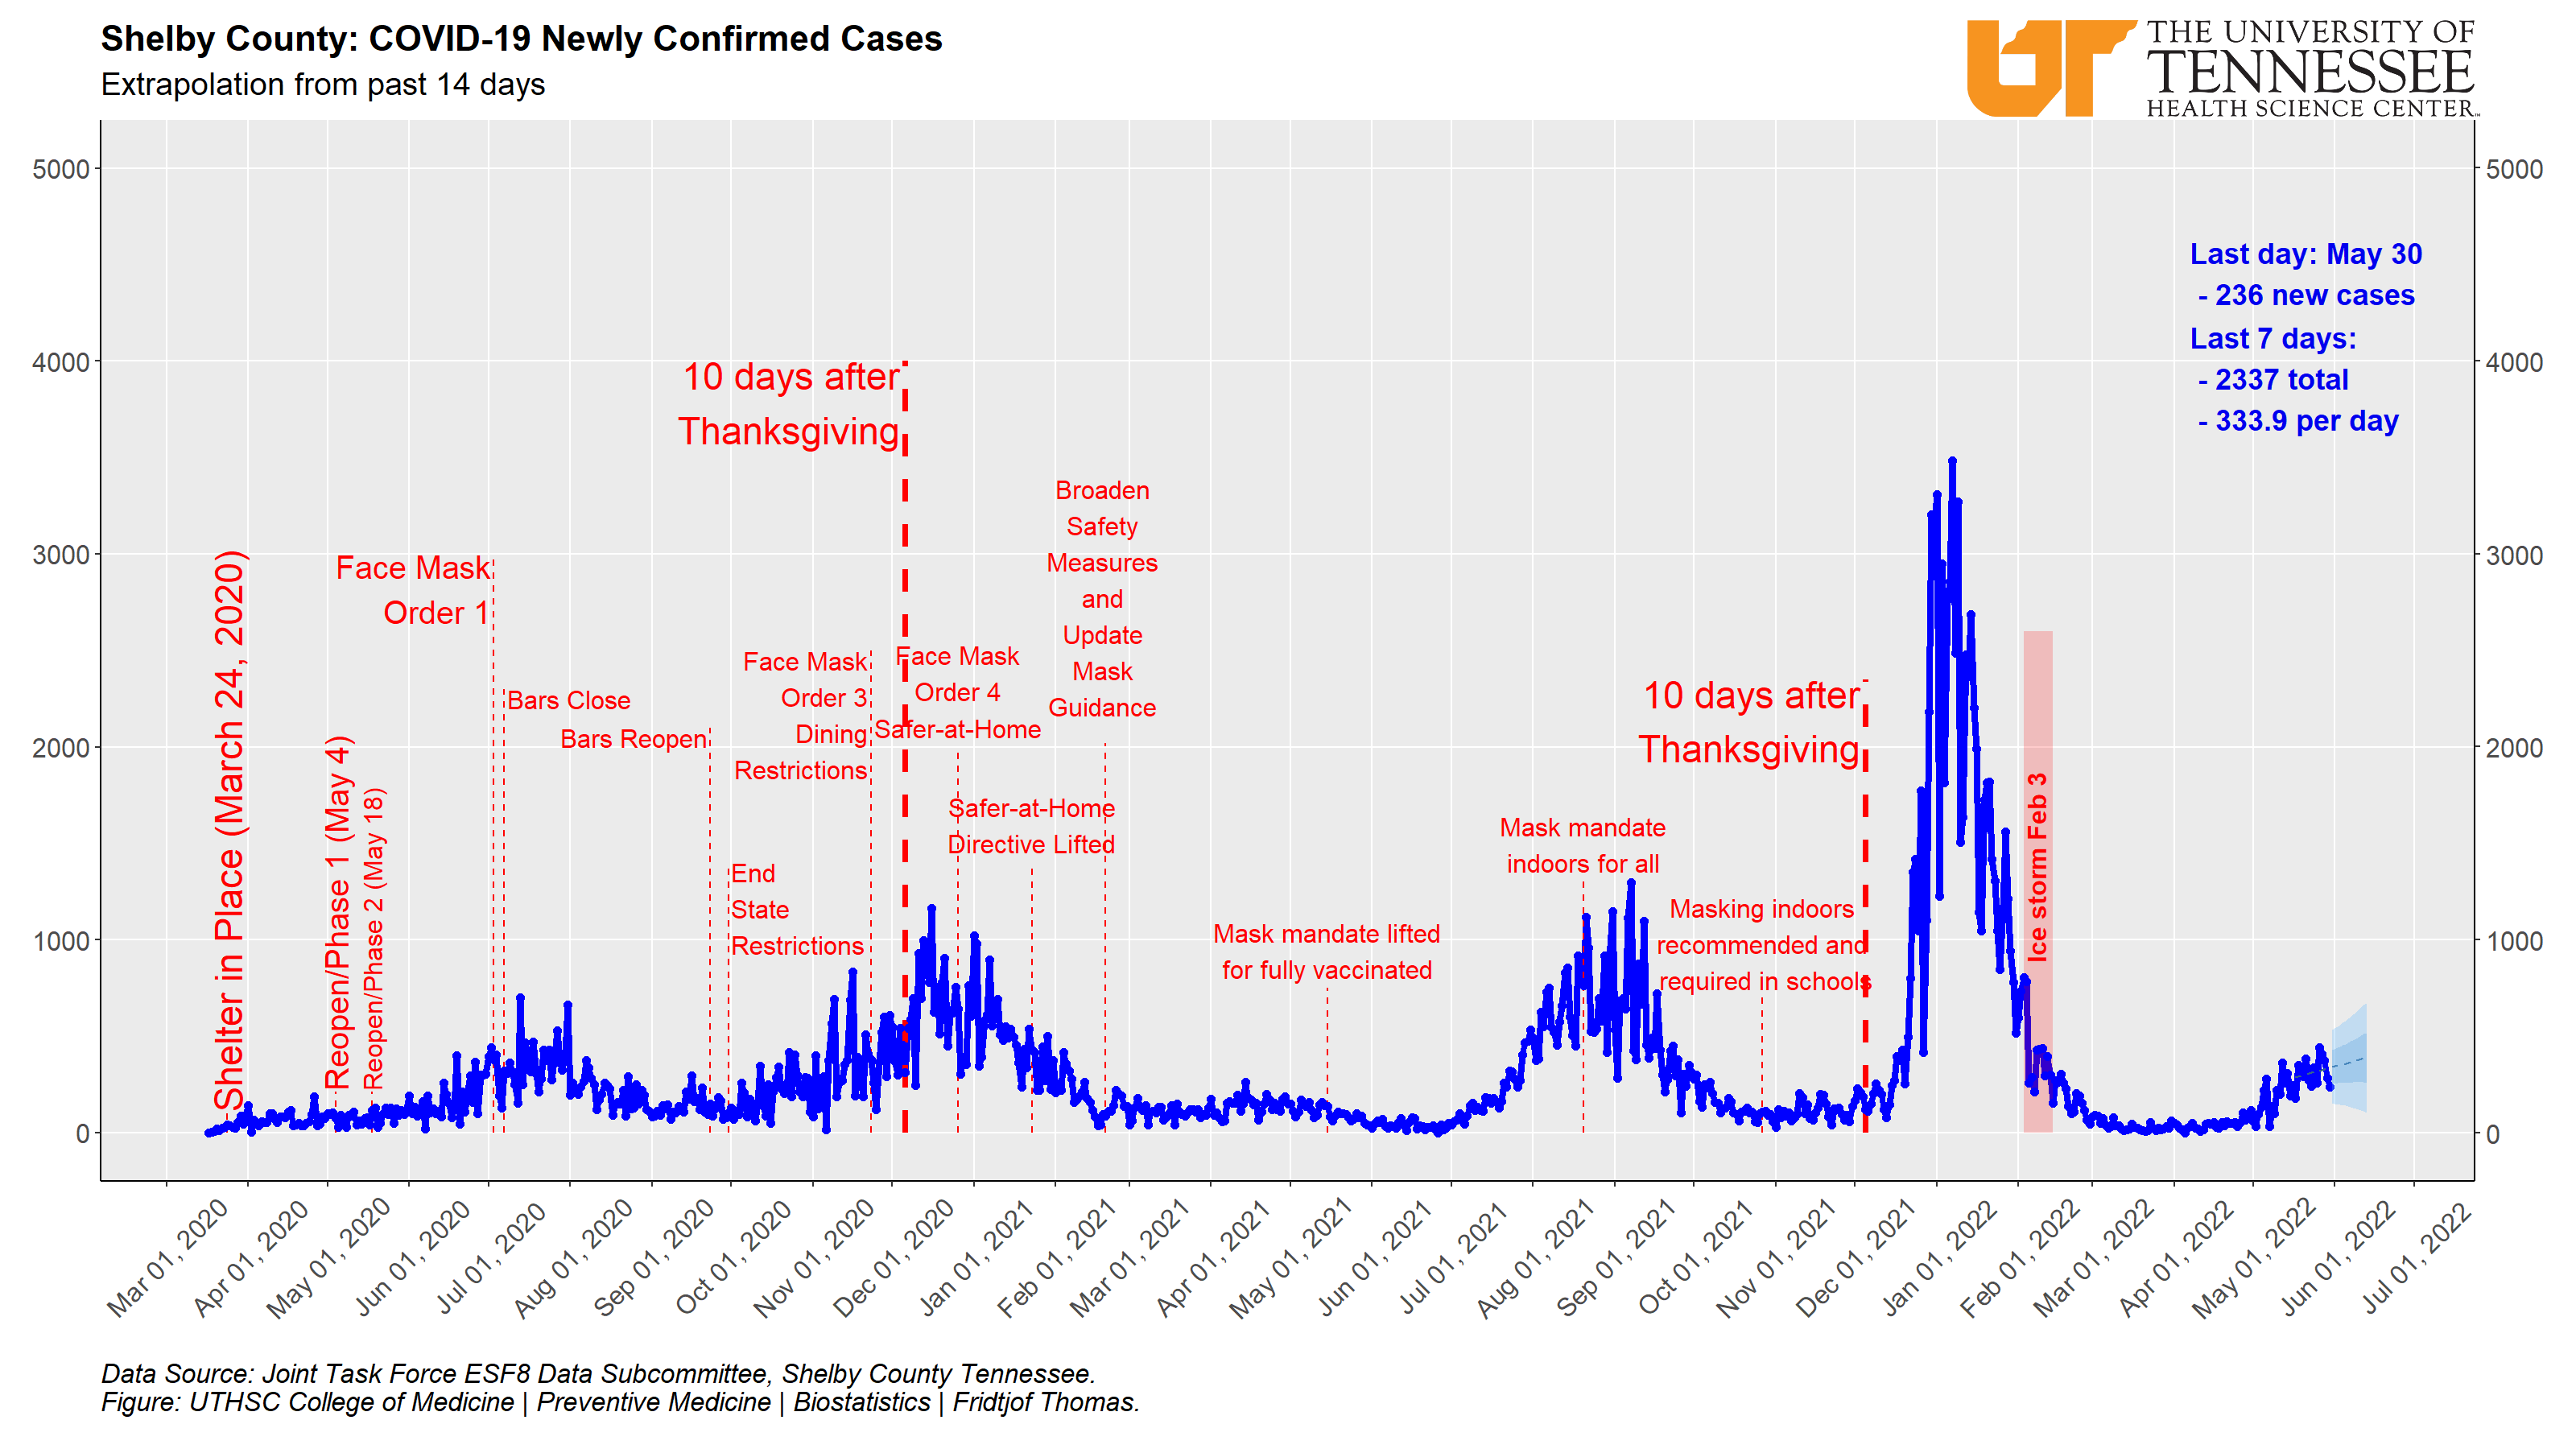 Shelby County: COVID-19 Newly Confirmed Cases
Extrapolation from past 14 days
UT
THE UNIVERSITY OF
TENNESSEE
HEALTH SCIENCE CENTER™
5000
4000
3000
2000
1000
0
5000
4000
3000
2000
1000
0
Last day: May 30
- 236 new cases
Last 7 days:
- 2337 total
- 333.9 per day
Shelter in Place (March 24, 2020)
Reopen/Phase 1 (May 4)
Reopen/Phase 2 (May 18)
Face Mask
Order 1
Bars Close
Bars Reopen
End
State
Restrictions
Face Mask
Order 3
Dining
Restrictions
10 days after
Thanksgiving
Face Mask
Order 4
Safer-at-Home
Safer-at-Home
Directive Lifted
Broaden
Safety
Measures
and
Update
Mask
Guidance
Mask mandate lifted
for fully vaccinated
Mask mandate
indoors for all
Masking indoors
recommended and
required in schools
10 days after
Thanksgiving
Ice storm Feb 3
Mar 01, 2020
Apr 01, 2020
May 01, 2020
Jun 01, 2020
Jul 01, 2020
Aug 01, 2020
Sep 01, 2020
Oct 01, 2020
Nov 01, 2020
Dec 01, 2020
Jan 01, 2021
Feb 01, 2021
Mar 01, 2021
Apr 01, 2021
May 01, 2021
Jun 01, 2021
Jul 01, 2021
Aug 01, 2021
Sep 01, 2021
Oct 01, 2021
Nov 01, 2021
Dec 01, 2021
Jan 01, 2022
Feb 01, 2022
Mar 01, 2022
Apr 01, 2022
May 01, 2022
Jun 01, 2022
Jul 01, 2022
Data Source: Joint Task Force ESF8 Data Subcommittee, Shelby County Tennessee.
Figure: UTHSC College of Medicine | Preventive Medicine | Biostatistics | Fridtjof Thomas.